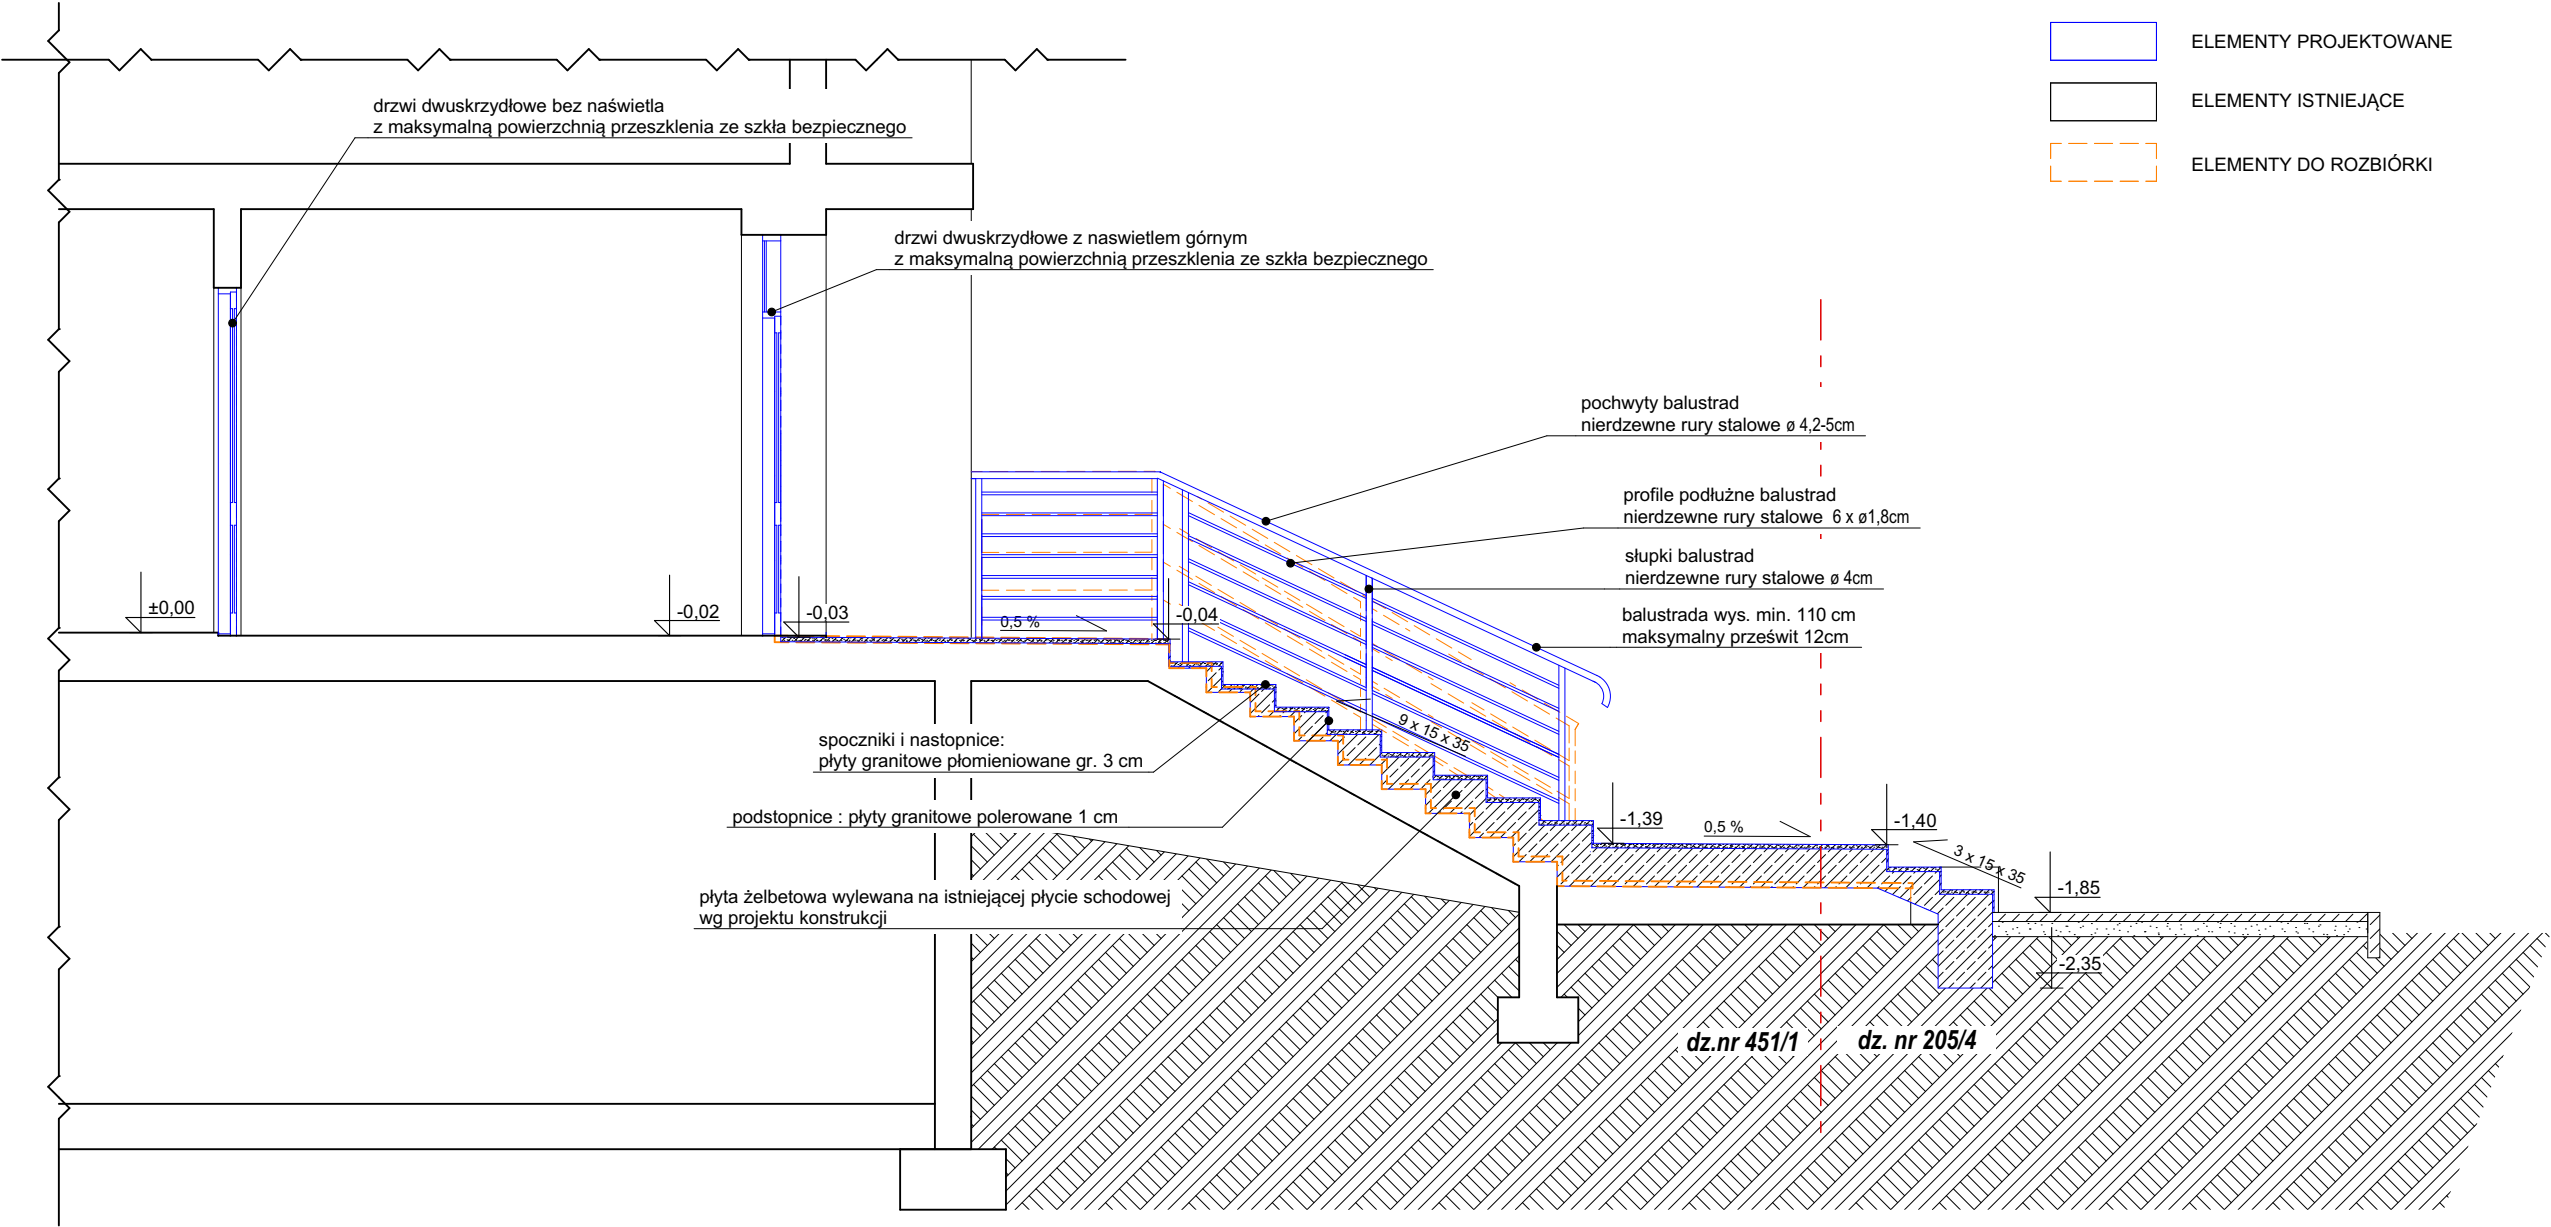 ELEMENTY PROJEKTOWANE
ELEMENTY ISTNIEJĄCE
ELEMENTY DO ROZBIÓRKI
drzwi dwuskrzydłowe bez naświetla
z maksymalną powierzchnią przeszklenia ze szkła bezpiecznego
drzwi dwuskrzydłowe z naswietlem górnym
z maksymalną powierzchnią przeszklenia ze szkła bezpiecznego
pochwyty balustrad
nierdzewne rury stalowe ø 4,2-5cm
profile podłużne balustrad
nierdzewne rury stalowe 6 x ø1,8cm
słupki balustrad
nierdzewne rury stalowe ø 4cm
balustrada wys. min. 110 cm
maksymalny prześwit 12cm
±0,00
-0,02
-0,03
0,5 %
-0,04
9 x 15 x 35
spoczniki i nastopnice:
płyty granitowe płomieniowane gr. 3 cm
podstopnice : płyty granitowe polerowane 1 cm
-1,39
0,5 %
-1,40
3 x 15 x 35
-1,85
płyta żelbetowa wylewana na istniejącej płycie schodowej
wg projektu konstrukcji
-2,35
dz.nr 451/1
dz. nr 205/4